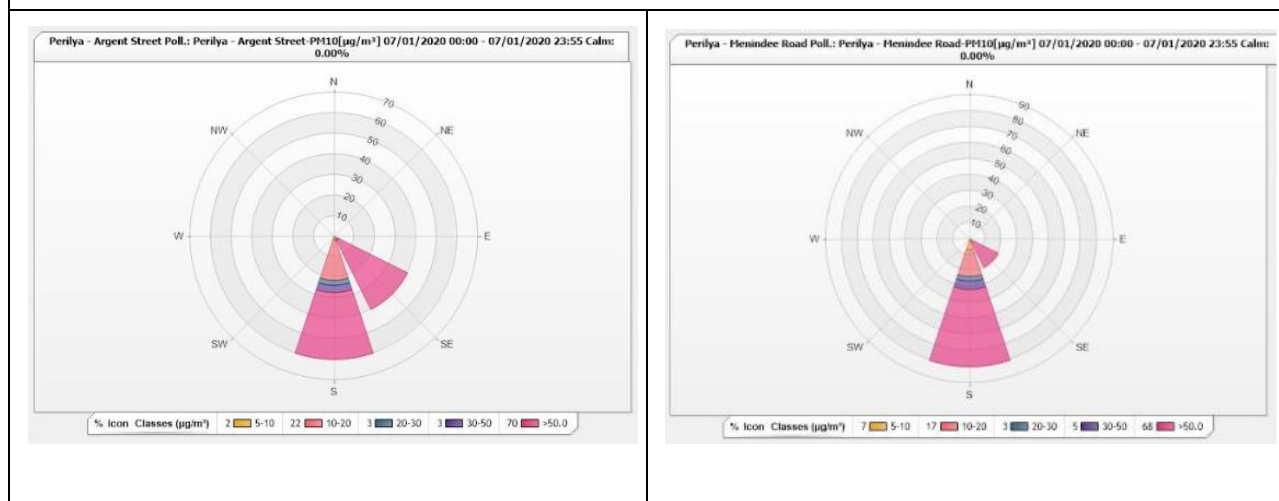 Perilya - Argent Street Poll.: Perilya - Argent Street-PM10[µg/m³] 07/01/2020 00:00 - 07/01/2020 23:55 Calm:
0.00%
N
70
60
NW
NE
50
40
30
20
10
W
E
SW
SE
S
% Icon Classes (µg/m³) 2 5-10 22 10-20 3 20-30 3 30-50 70 >50.0
Perilya - Menindee Road Poll.: Perilya - Menindee Road-PM10[µg/m³] 07/01/2020 00:00 - 07/01/2020 23:55 Calm:
0.00%
N
90
80
NW
NE
70
60
50
40
30
20
10
W
E
SW
SE
S
% Icon Classes (µg/m³) 7 5-10 17 10-20 3 20-30 5 30-50 68 >50.0